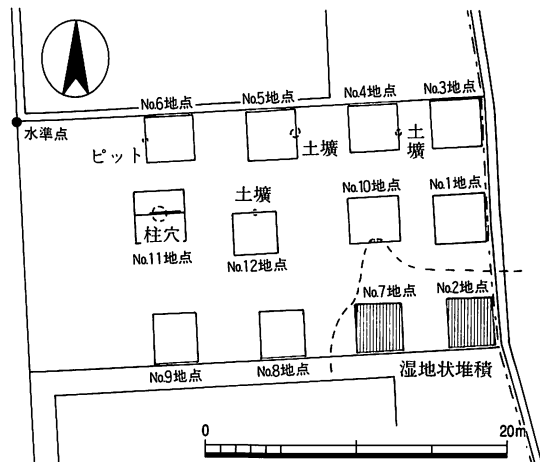 No.6地点
No.5地点
No.4地点
No.3地点
水準点
ピット
土壙
土壙
土壙
No.10地点
No.1地点
柱穴
No.11地点
No.12地点
No.7地点
No.2地点
No.9地点
No.8地点
湿地状堆積
0
20m